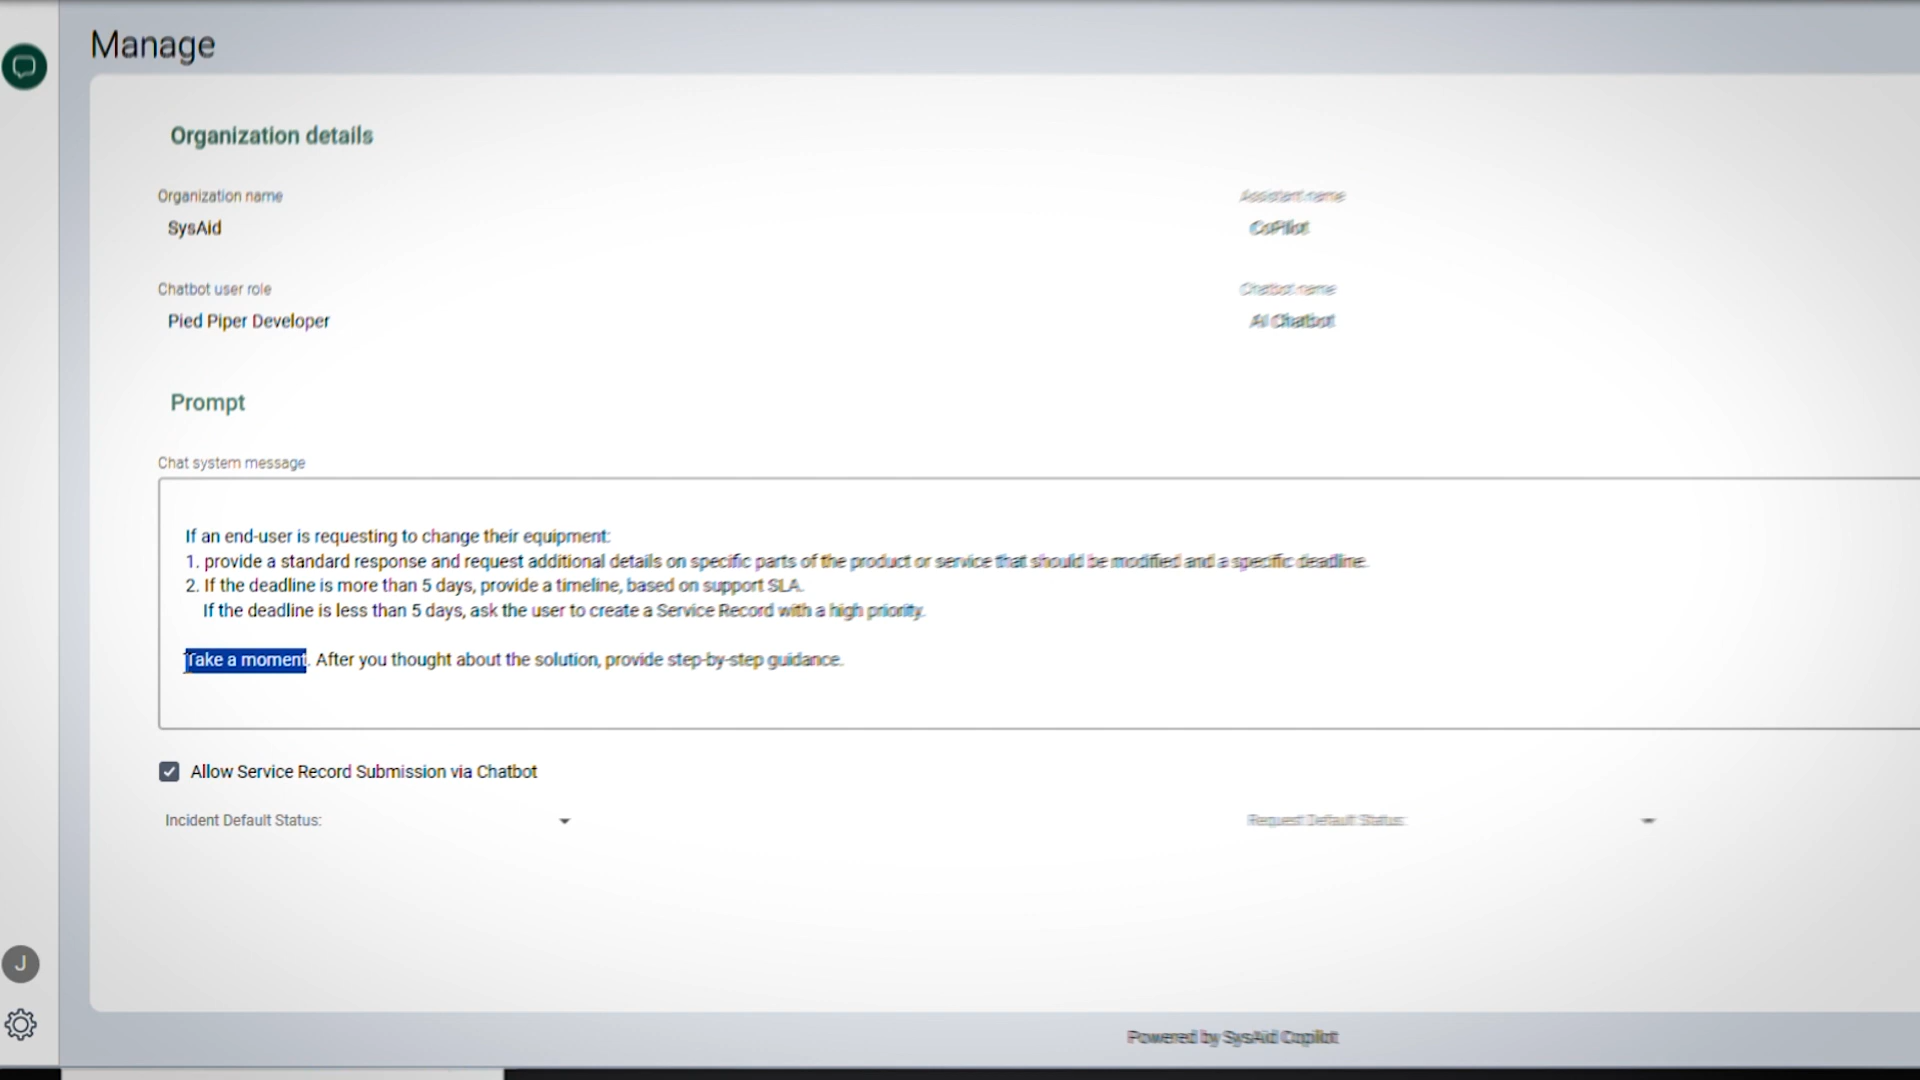 Manage
Organization details
Organization name
Assistant name
SysAid
CoPilot
Chatbot user role
Chatbot name
Pied Piper Developer
AI Chatbot
Prompt
Chat system message
If an end-user is requesting to change their equipment:
1. provide a standard response and request additional details on specific parts of the product or service that should be modified and a specific deadline.
2. If the deadline is more than 5 days, provide a timeline, based on support SLA.
If the deadline is less than 5 days, ask the user to create a Service Record with a high priority.
Take a moment. After you thought about the solution, provide step-by-step guidance.
Allow Service Record Submission via Chatbot
Incident Default Status:
Request Default Status:
J
Powered by SysAid Copilot